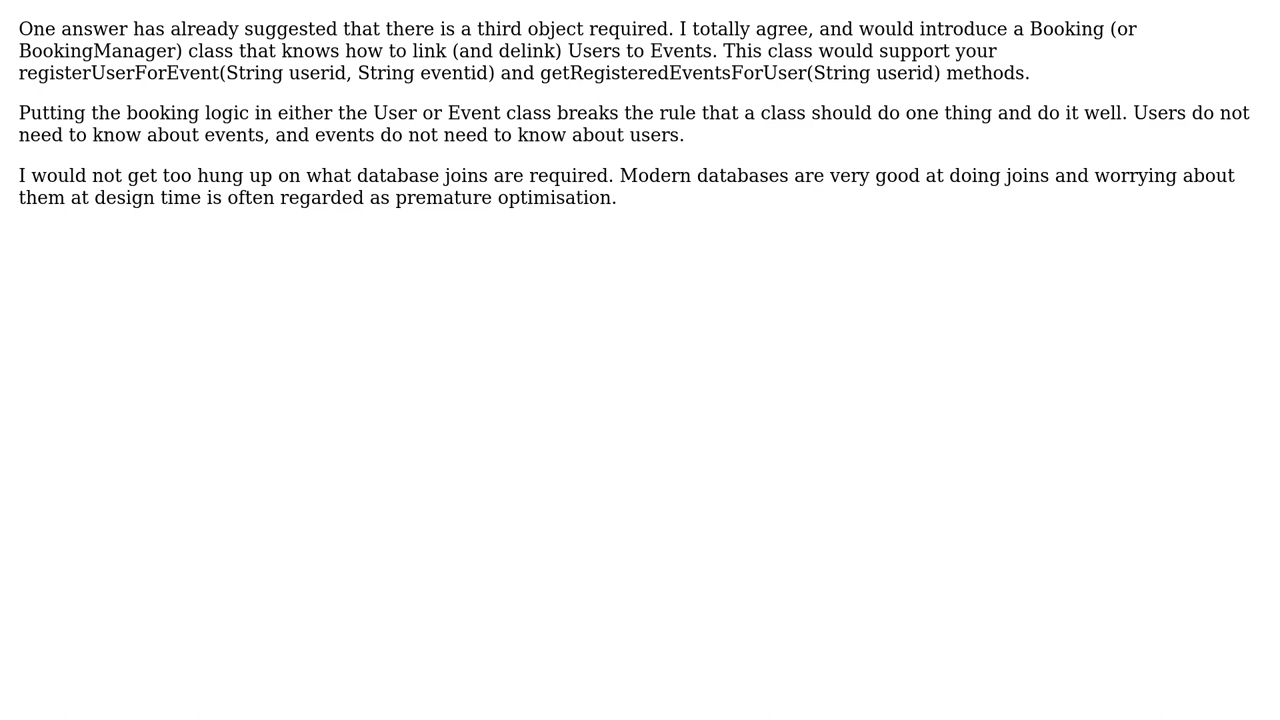 One answer has already suggested that there is a third object required. I totally agree, and would introduce a Booking (or
BookingManager) class that knows how to link (and delink) Users to Events. This class would support your
registerUserForEvent(String userid, String eventid) and getRegisteredEventsForUser(String userid) methods.
Putting the booking logic in either the User or Event class breaks the rule that a class should do one thing and do it well. Users do not
need to know about events, and events do not need to know about users.
I would not get too hung up on what database joins are required. Modern databases are very good at doing joins and worrying about
them at design time is often regarded as premature optimisation.